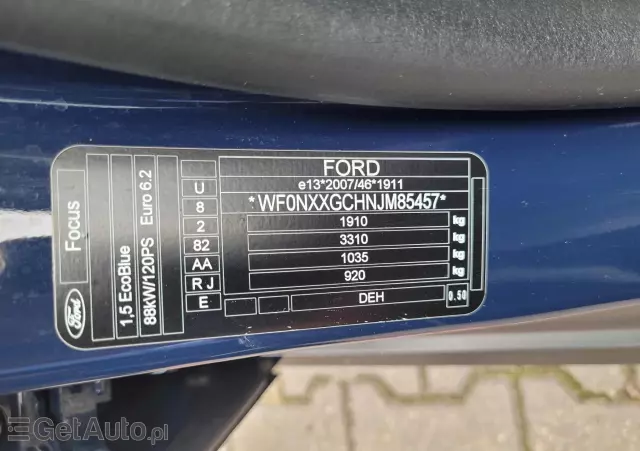 Ford
Focus
1,5 EcoBlue
88kW/120PS
Euro 6.2
U
8
2
82
AA
R J
E
FORD
e13*2007/46*1911
*WF0NXXGCHNJM85457*
1910 kg
3310 kg
1035 kg
920 kg
DEH 0.50
GetAuto.pl